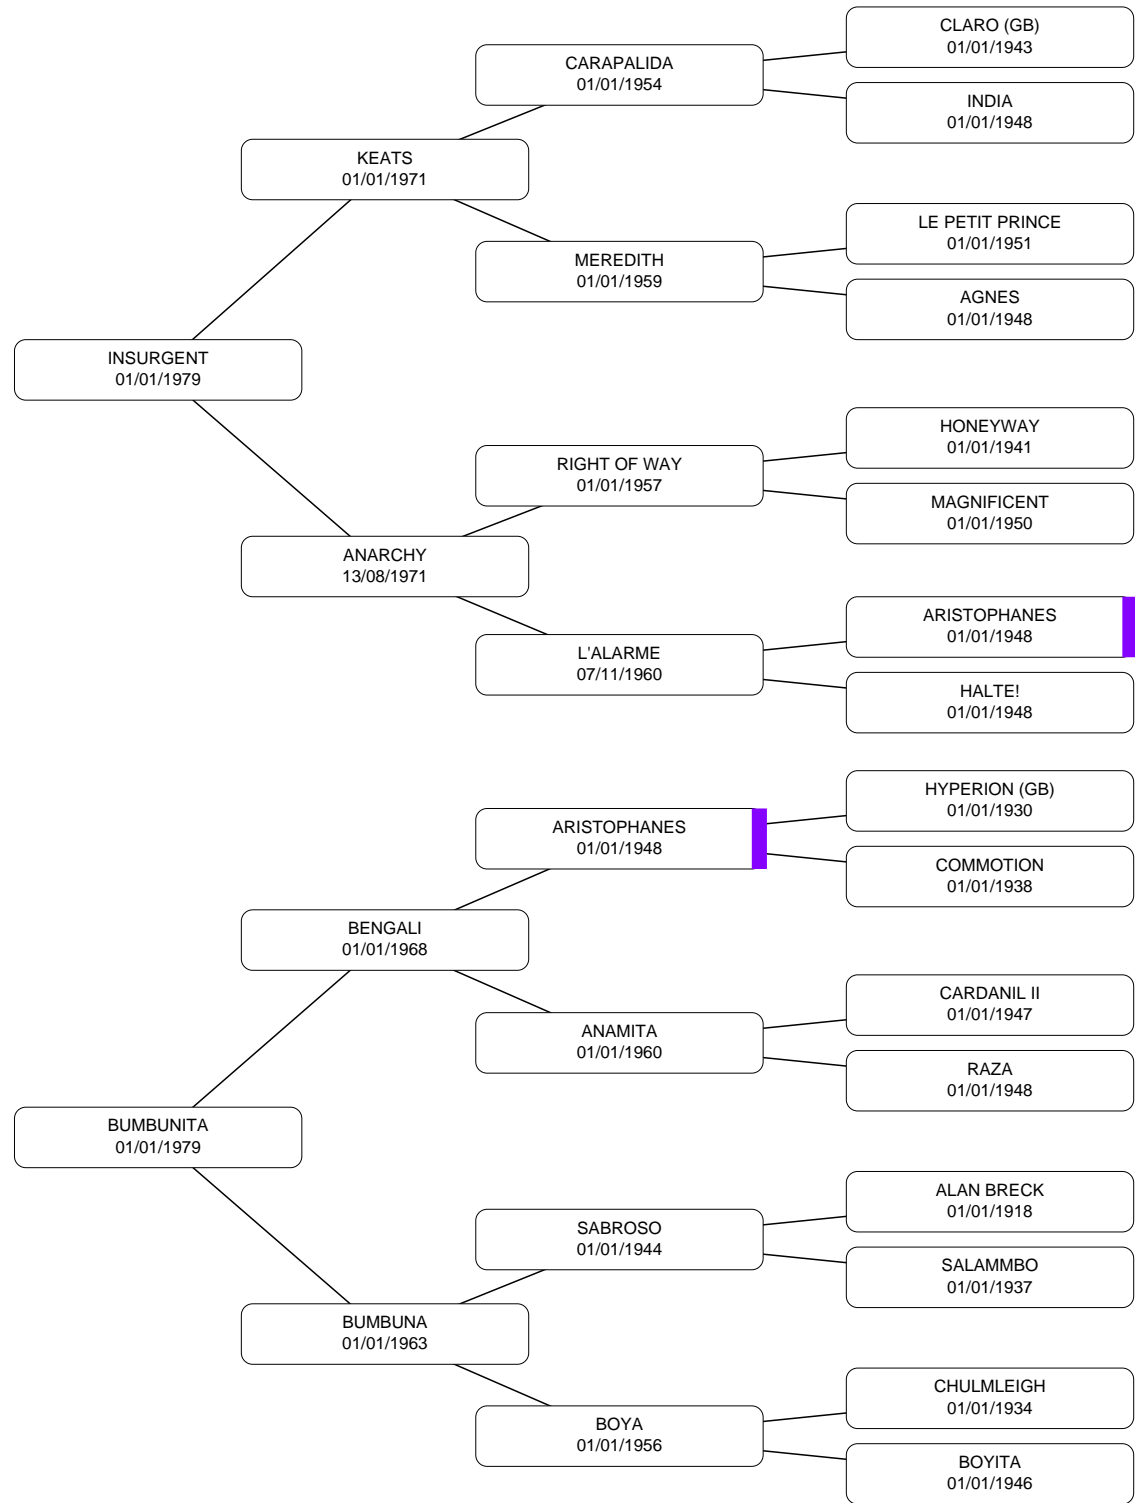 CLARO (GB)
01/01/1943
CARAPALIDA
01/01/1954
INDIA
01/01/1948
KEATS
01/01/1971
LE PETIT PRINCE
01/01/1951
MEREDITH
01/01/1959
AGNES
01/01/1948
INSURGENT
01/01/1979
HONEYWAY
01/01/1941
RIGHT OF WAY
01/01/1957
MAGNIFICENT
01/01/1950
ANARCHY
13/08/1971
ARISTOPHANES
01/01/1948
L'ALARME
07/11/1960
HALTE!
01/01/1948
HYPERION (GB)
01/01/1930
ARISTOPHANES
01/01/1948
COMMOTION
01/01/1938
BENGALI
01/01/1968
CARDANIL II
01/01/1947
ANAMITA
01/01/1960
RAZA
01/01/1948
BUMBUNITA
01/01/1979
ALAN BRECK
01/01/1918
SABROSO
01/01/1944
SALAMMBO
01/01/1937
BUMBUNA
01/01/1963
CHULMLEIGH
01/01/1934
BOYA
01/01/1956
BOYITA
01/01/1946